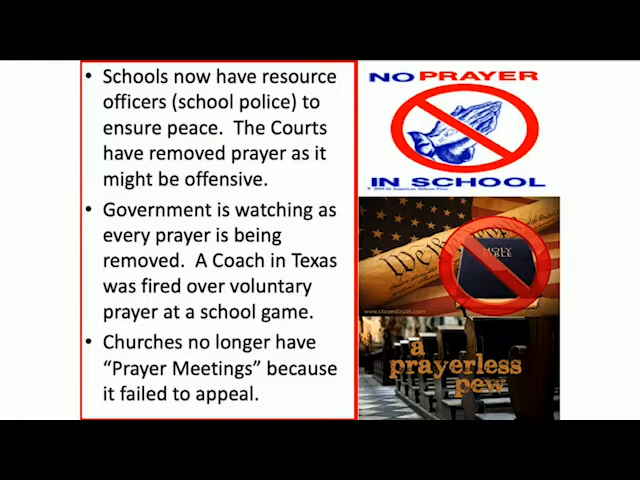 • Schools now have resource
officers (school police) to
ensure peace. The Courts
have removed prayer as it
might be offensive.
• Government is watching as
every prayer is being
removed. A Coach in Texas
was fired over voluntary
prayer at a school game.
• Churches no longer have
“Prayer Meetings” because
it failed to appeal.
NO PRAYER
IN SCHOOL
We the
HOLY
BIBLE
www.closedtruth.com
a
prayerless
pew